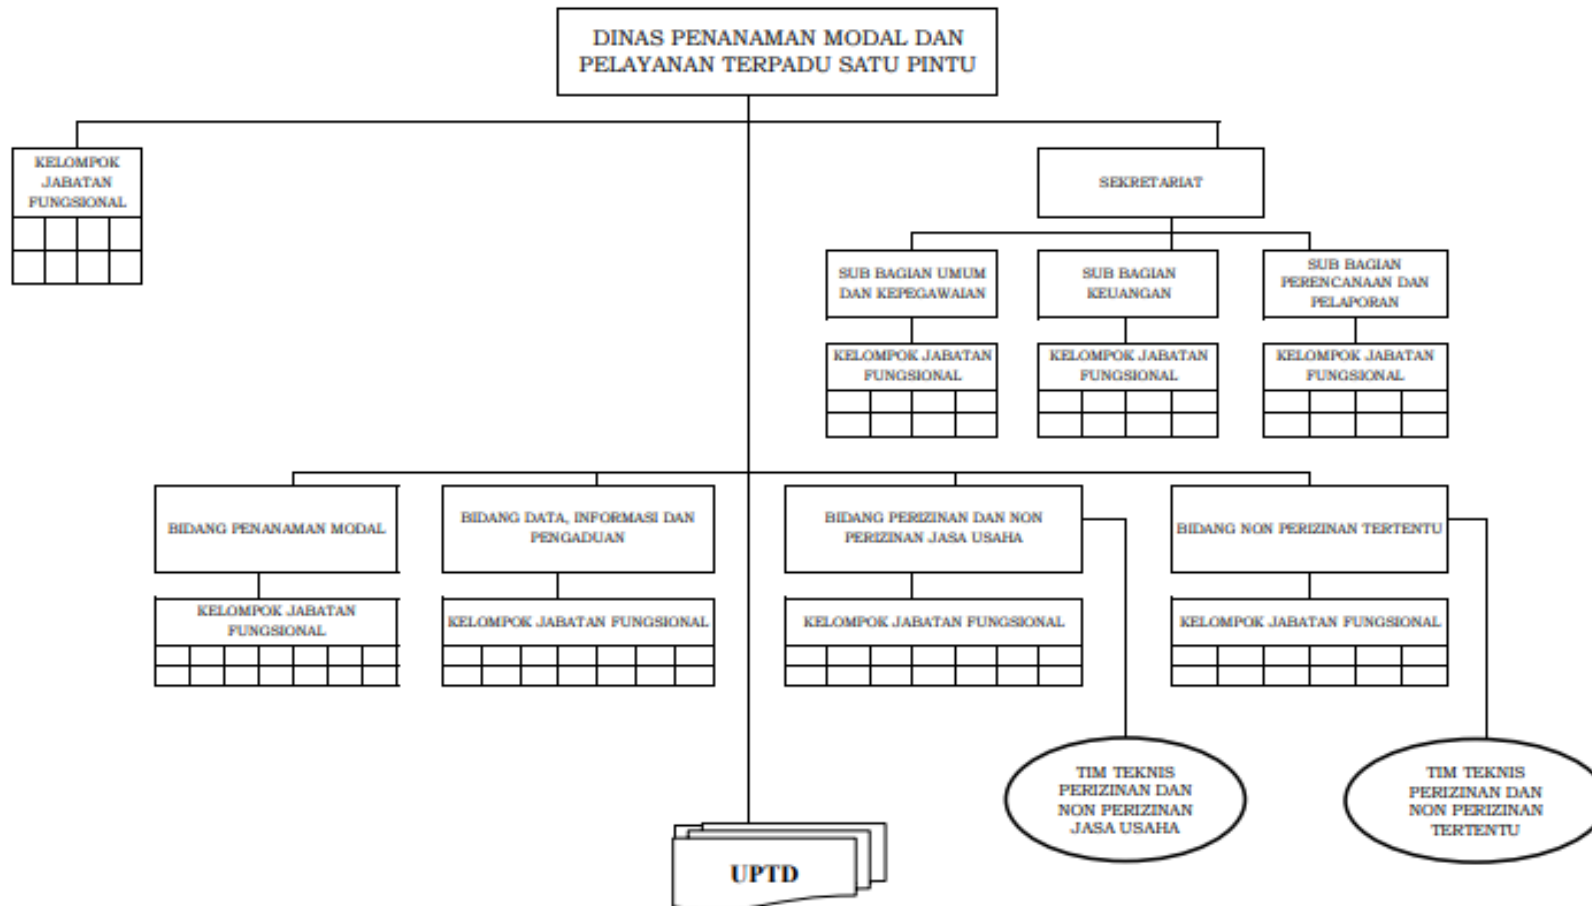 DINAS PENANAMAN MODAL DAN
PELAYANAN TERPADU SATU PINTU
KELOMPOK
JABATAN
FUNGSIONAL
SEKRETARIAT
SUB BAGIAN UMUM
DAN KEPEGAWAIAN
SUB BAGIAN
KEUANGAN
SUB BAGIAN
PERENCANAAN DAN
PELAPORAN
KELOMPOK JABATAN
FUNGSIONAL
KELOMPOK JABATAN
FUNGSIONAL
KELOMPOK JABATAN
FUNGSIONAL
BIDANG PENANAMAN MODAL
BIDANG DATA, INFORMASI DAN
PENGADUAN
BIDANG PERIZINAN DAN NON
PERIZINAN JASA USAHA
BIDANG NON PERIZINAN TERTENTU
KELOMPOK JABATAN
FUNGSIONAL
KELOMPOK JABATAN FUNGSIONAL
KELOMPOK JABATAN FUNGSIONAL
KELOMPOK JABATAN FUNGSIONAL
TIM TEKNIS
PERIZINAN DAN
NON PERIZINAN
JASA USAHA
TIM TEKNIS
PERIZINAN DAN
NON PERIZINAN
TERTENTU
UPTD